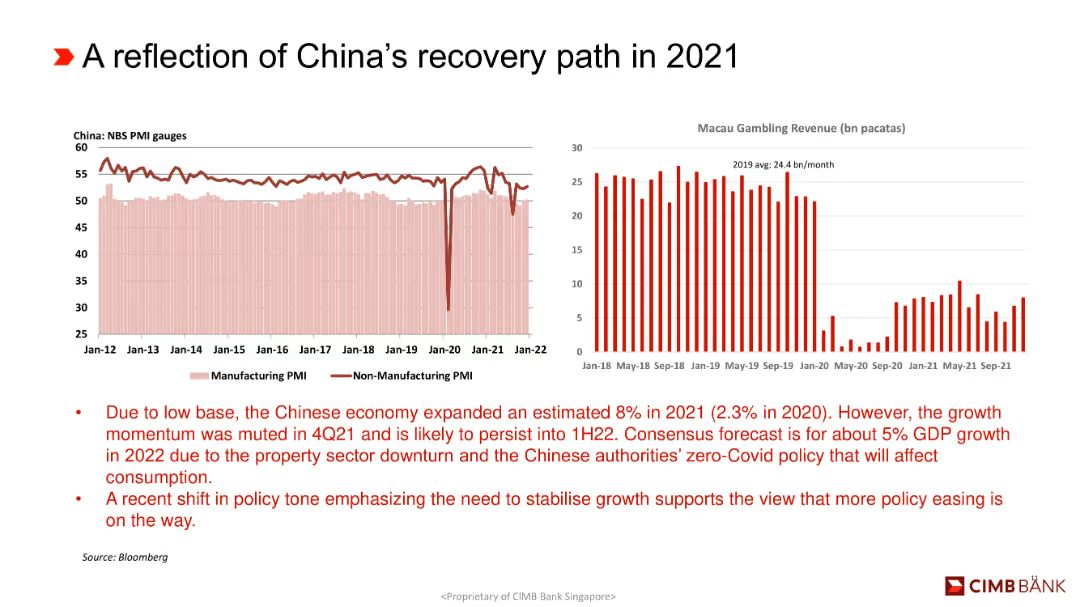 A reflection of China's recovery path in 2021
China: NBS PMI gauges
60
55
50
45
40
35
30
25
Jan-12 Jan-13 Jan-14 Jan-15 Jan-16 Jan-17 Jan-18 Jan-19 Jan-20 Jan-21 Jan-22
Manufacturing PMI Non-Manufacturing PMI
Macau Gambling Revenue (bn pacatas)
30
2019 avg: 24.4 bn/month
25
20
15
10
5
0
Jan-18 May-18 Sep-18 Jan-19 May-19 Sep-19 Jan-20 May-20 Sep-20 Jan-21 May-21 Sep-21
• Due to low base, the Chinese economy expanded an estimated 8% in 2021 (2.3% in 2020). However, the growth
momentum was muted in 4Q21 and is likely to persist into 1H22. Consensus forecast is for about 5% GDP growth
in 2022 due to the property sector downturn and the Chinese authorities' zero-Covid policy that will affect
consumption.
• A recent shift in policy tone emphasizing the need to stabilise growth supports the view that more policy easing is
on the way.
Source: Bloomberg
11
CIMB BANK
<Proprietary of CIMB Bank Singapore>